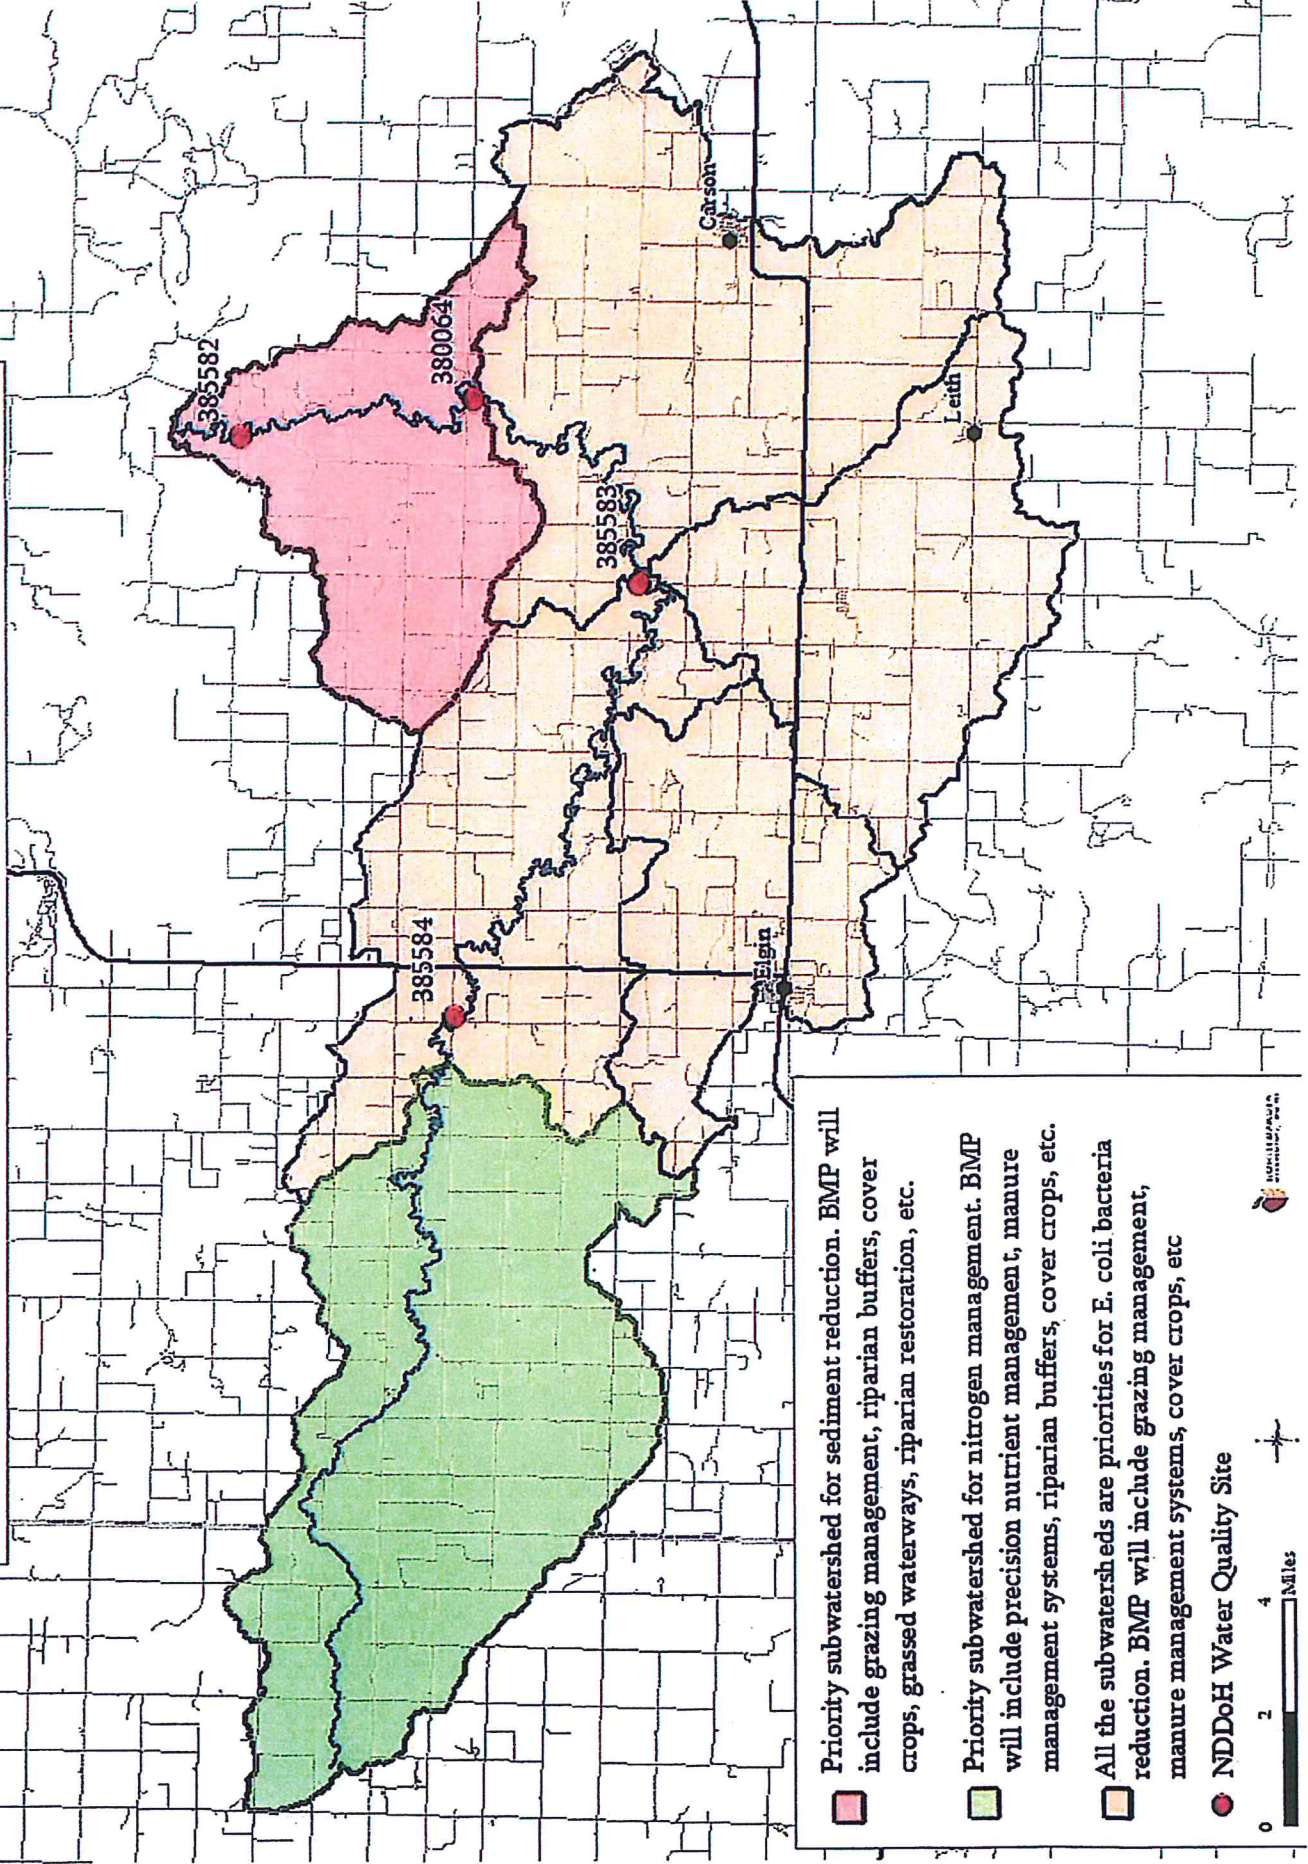 385582
380064
385583
385584
Carson
Leith
Elgin
Priority subwatershed for sediment reduction. BMP will
include grazing management, riparian buffers, cover
crops, grassed waterways, riparian restoration, etc.
Priority subwatershed for nitrogen management. BMP
will include precision nutrient management, manure
management systems, riparian buffers, cover crops, etc.
All the subwatersheds are priorities for E. coli bacteria
reduction. BMP will include grazing management,
manure management systems, cover crops, etc
NDDoH Water Quality Site
0 2 4
Miles